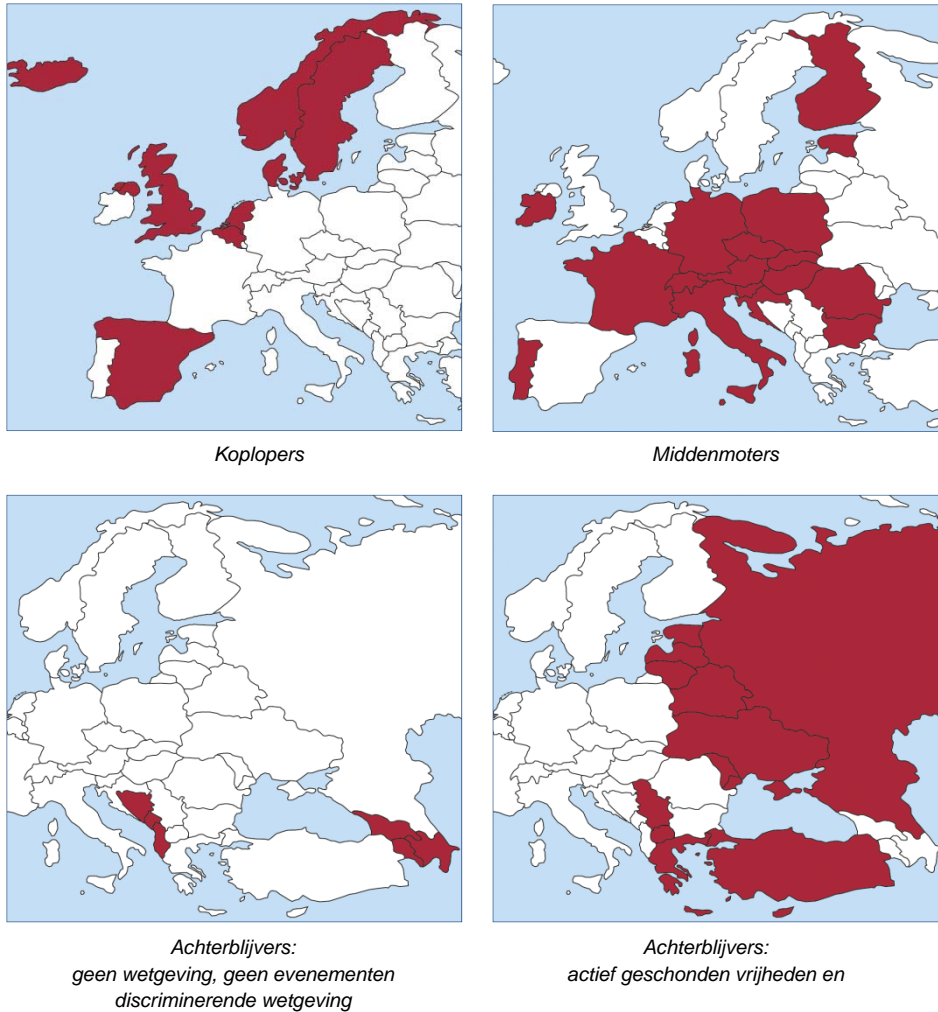 Koplopers
Middenmoters
Achterblijvers:
geen wetgeving, geen evenementen
discriminerende wetgeving
Achterblijvers:
actief geschonden vrijheden en